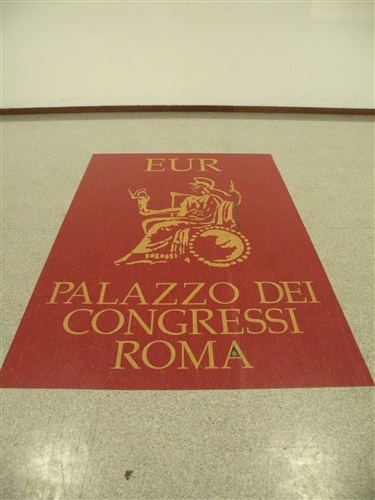 EUR
PALAZZO DEI
CONGRESSI
ROMA